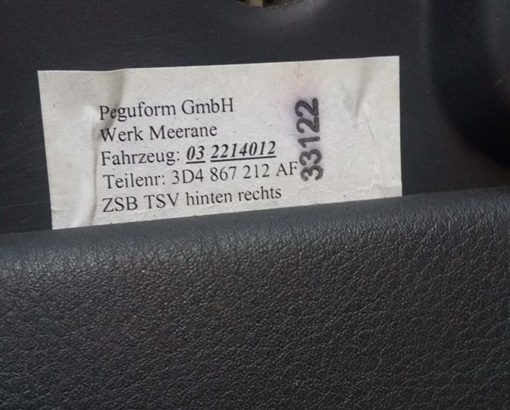 Peguform GmbH
Werk Meerane
Fahrzeug: 03 2214012
Teilenr: 3D4 867 212 AF
ZSB TSV hinten rechts
33122